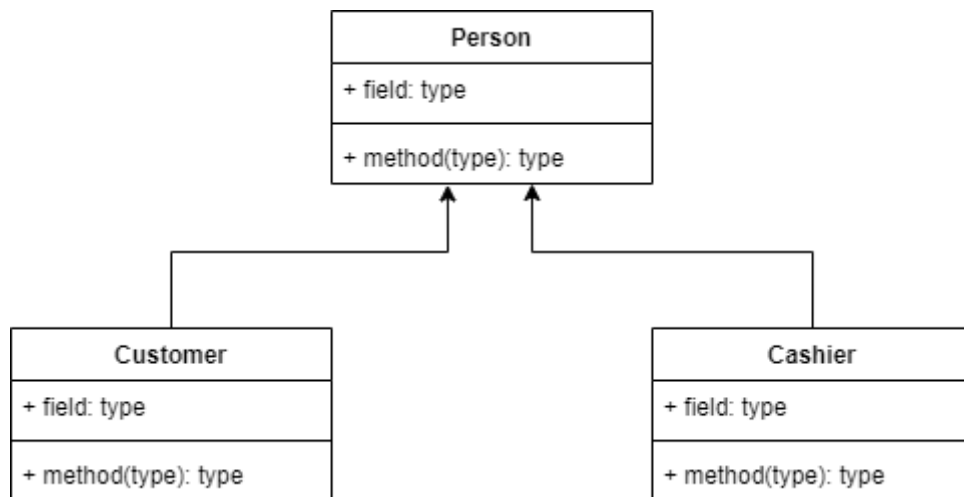 Person
+ field: type
+ method(type): type
Customer
+ field: type
+ method(type): type
Cashier
+ field: type
+ method(type): type